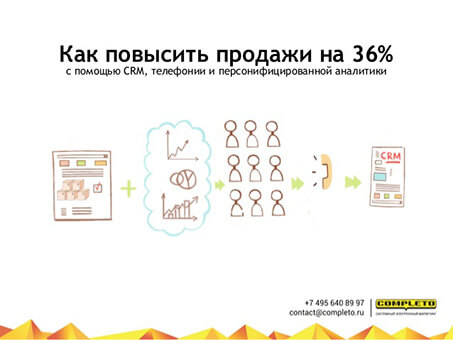 Как повысить продажи на 36%
с помощью CRM, телефонии и персонифицированной аналитики
CRM
+7 495 640 89 97
contact@completo.ru
COMPLETO
СИСТЕМНЫЙ ЭЛЕКТРОННЫЙ МАРКЕТИНГ